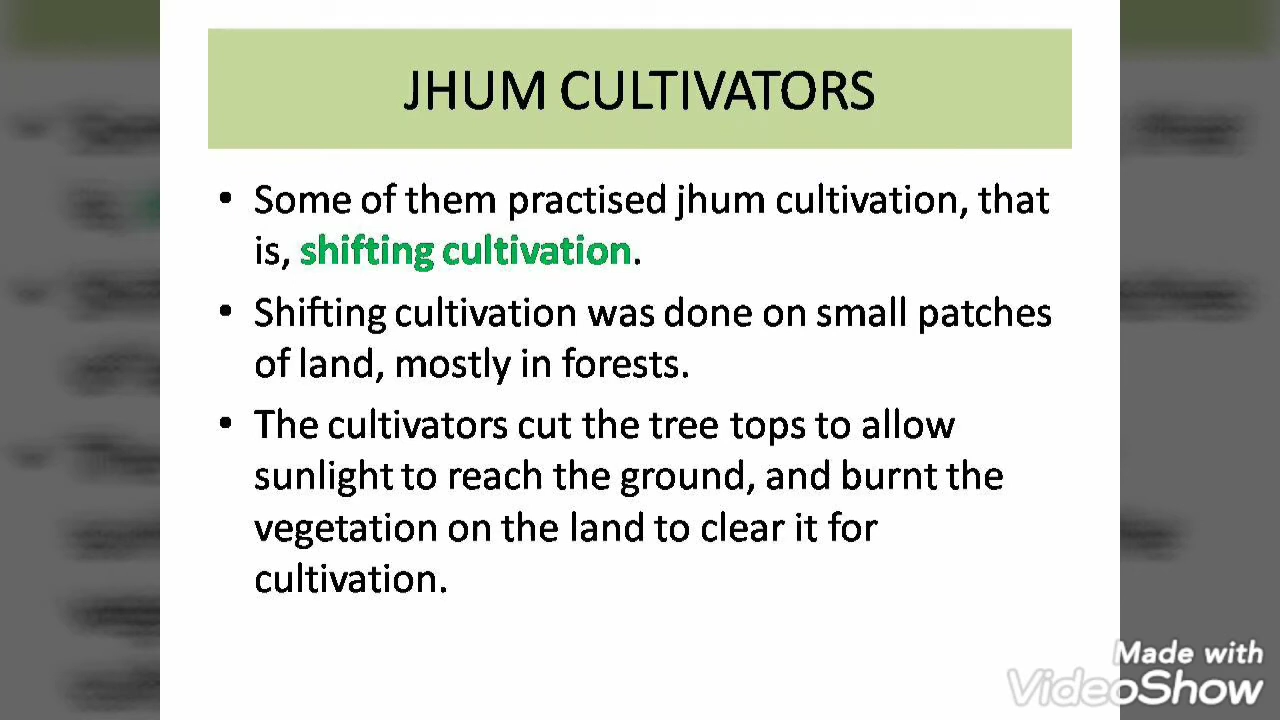 JHUM CULTIVATORS
• Some of them practised jhum cultivation, that
is, shifting cultivation.
• Shifting cultivation was done on small patches
of land, mostly in forests.
• The cultivators cut the tree tops to allow
sunlight to reach the ground, and burnt the
vegetation on the land to clear it for
cultivation.
Made with
VideoShow